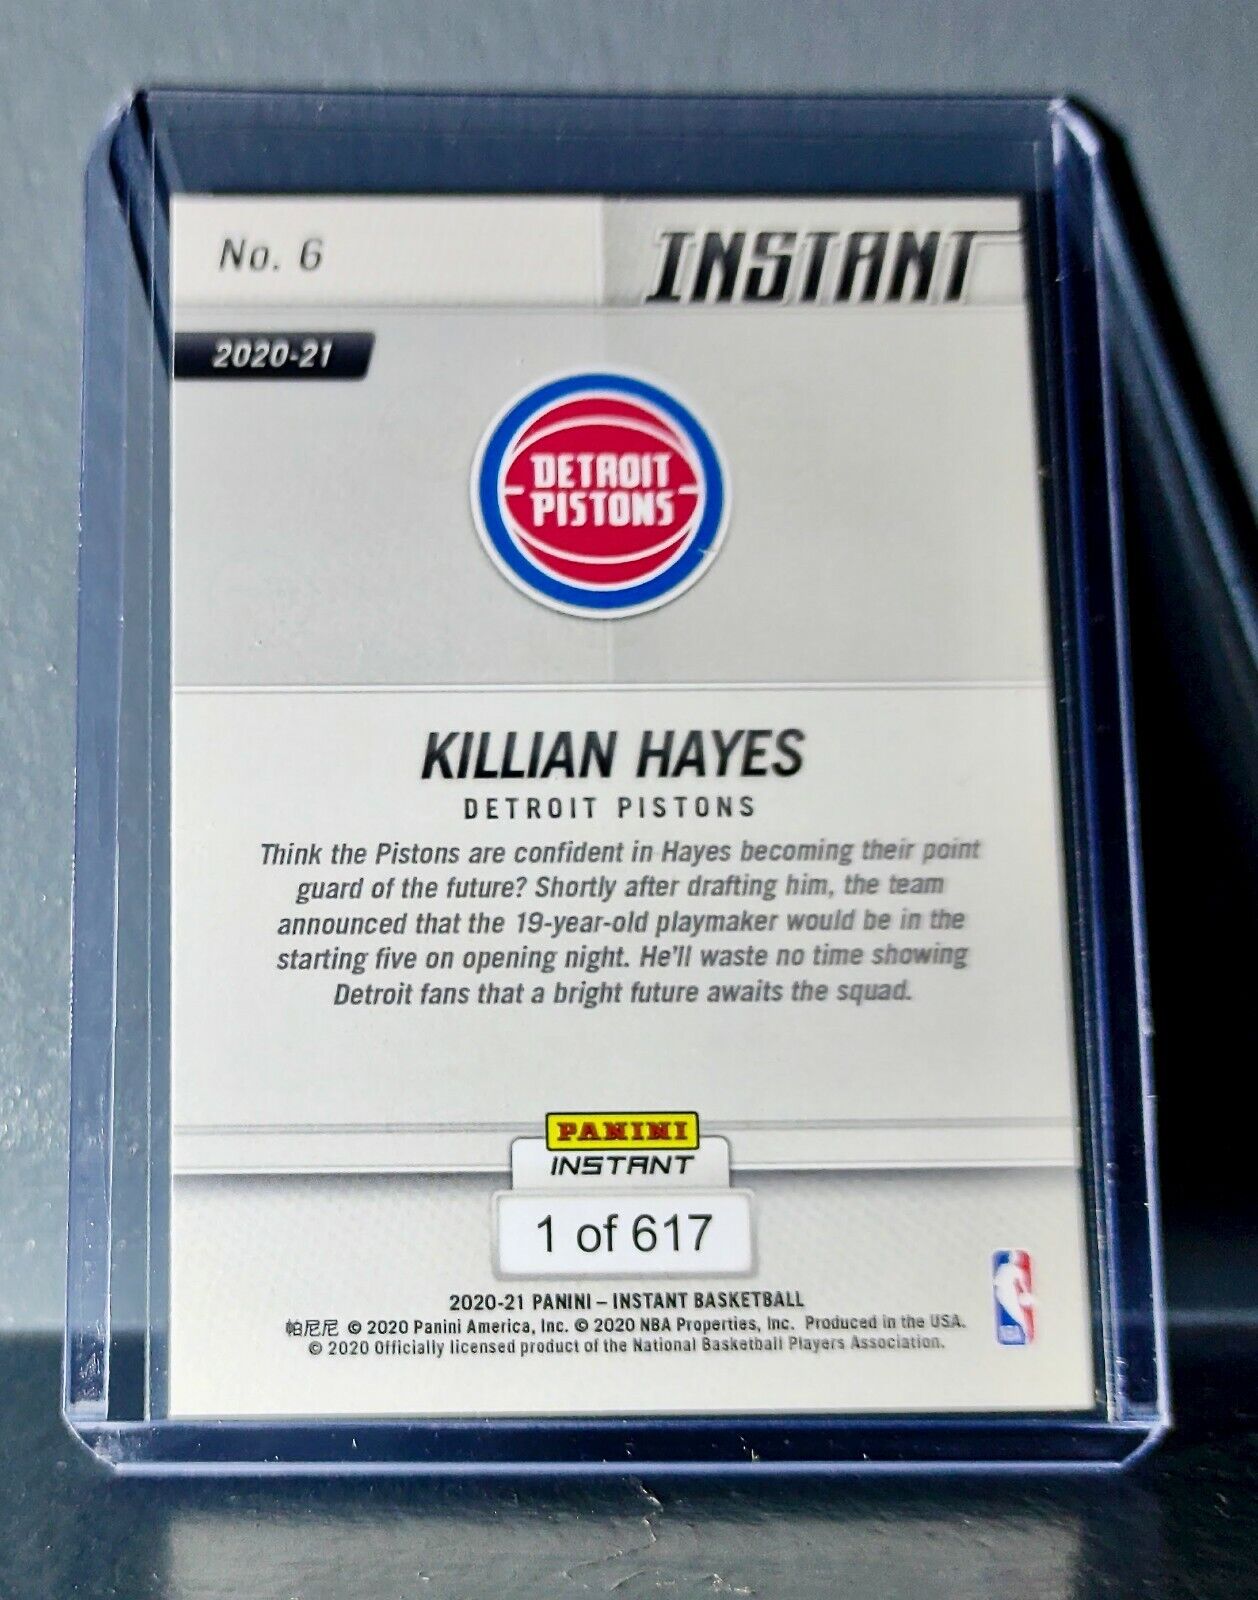 No. 6
INSTANT
2020-21
DETROIT
PISTONS
KILLIAN HAYES
DETROIT PISTONS
Think the Pistons are confident in Hayes becoming their point
guard of the future? Shortly after drafting him, the team
announced that the 19-year-old playmaker would be in the
starting five on opening night. He'll waste no time showing
Detroit fans that a bright future awaits the squad.
PANINI
INSTANT
1 of 617
2020-21 PANINI – INSTANT BASKETBALL
帕尼尼 © 2020 Panini America, Inc. © 2020 NBA Properties, Inc. Produced in the USA.
© 2020 Officially licensed product of the National Basketball Players Association.
NBA